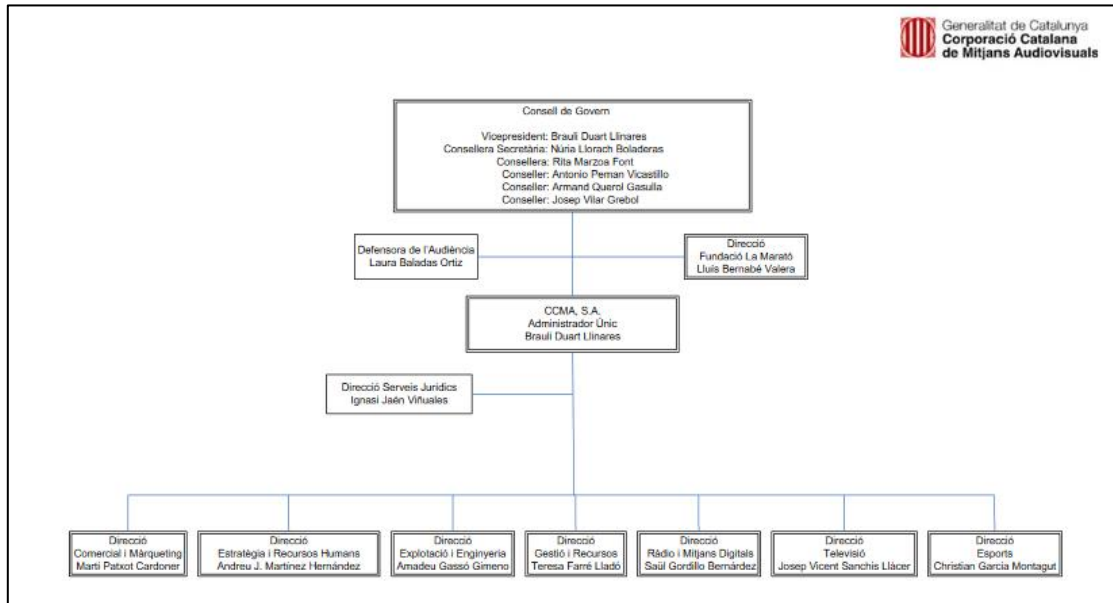 Generalitat de Catalunya
Corporació Catalana
de Mitjans Audiovisuals
Consell de Govern
Vicepresident: Brauli Duart Llinares
Consellera Secretària: Núria Llorach Boladeras
Consellera: Rita Marzoa Font
Conseller: Antonio Peman Vicastillo
Conseller: Armand Querol Gasulla
Conseller: Josep Vilar Grebol
Defensora de l'Audiència
Laura Baladas Ortiz
Direcció
Fundació La Marató
Lluís Bernabé Valera
CCMA, S.A.
Administrador Únic
Brauli Duart Llinares
Direcció Serveis Jurídics
Ignasi Jaén Viñuales
Direcció
Comercial i Màrqueting
Martí Patxot Cardoner
Direcció
Estratègia i Recursos Humans
Andreu J. Martínez Hernández
Direcció
Explotació i Enginyeria
Amadeu Gassó Gimeno
Direcció
Gestió i Recursos
Teresa Farré Lladó
Direcció
Ràdio i Mitjans Digitals
Saül Gordillo Bernárdez
Direcció
Televisió
Josep Vicent Sanchis Llácer
Direcció
Esports
Christian Garcia Montagut